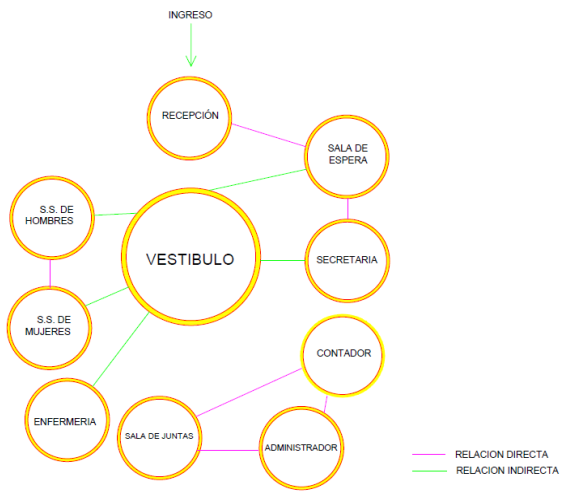 INGRESO
RECEPCIÓN
SALA DE
ESPERA
S.S. DE
HOMBRES
VESTIBULO
SECRETARIA
S.S. DE
MUJERES
CONTADOR
ENFERMERIA
SALA DE JUNTAS
ADMINISTRADOR
RELACION DIRECTA
RELACION INDIRECTA